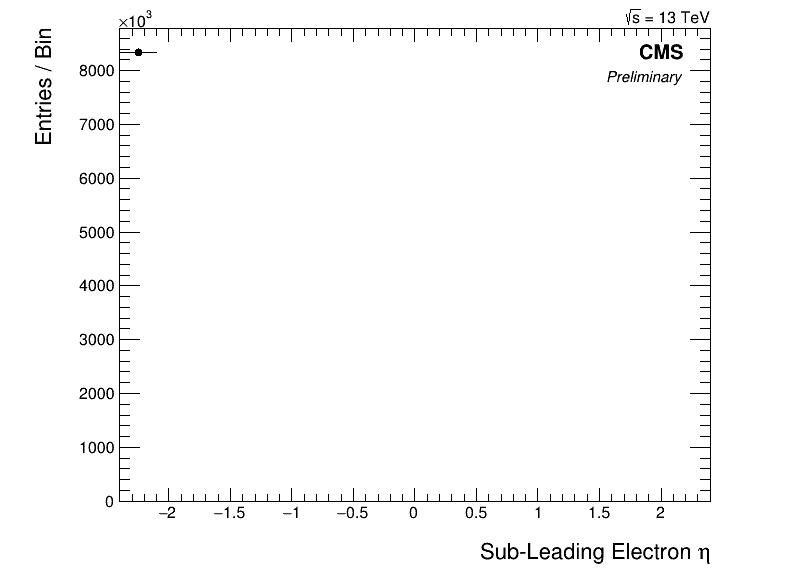 ×10³
√s = 13 TeV
Entries / Bin
CMS
Preliminary
8000
7000
6000
5000
4000
3000
2000
1000
0
−2 −1.5 −1 −0.5 0 0.5 1 1.5 2
Sub-Leading Electron η